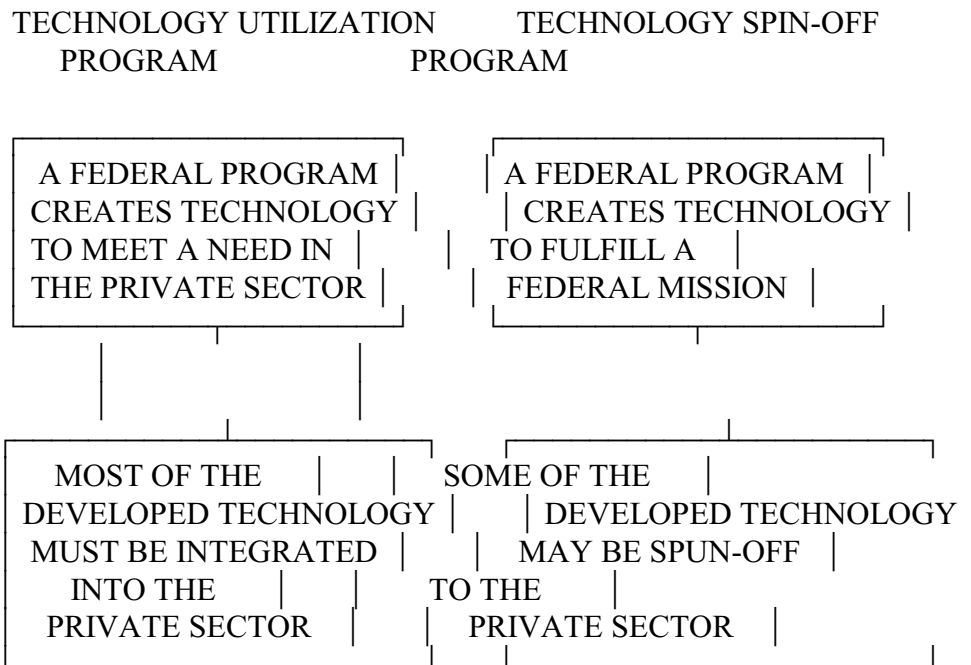 TECHNOLOGY UTILIZATION TECHNOLOGY SPIN-OFF
PROGRAM PROGRAM
A FEDERAL PROGRAM A FEDERAL PROGRAM
CREATES TECHNOLOGY CREATES TECHNOLOGY
TO MEET A NEED IN TO FULFILL A
THE PRIVATE SECTOR FEDERAL MISSION
MOST OF THE SOME OF THE
DEVELOPED TECHNOLOGY DEVELOPED TECHNOLOGY
MUST BE INTEGRATED MAY BE SPUN-OFF
INTO THE TO THE
PRIVATE SECTOR PRIVATE SECTOR